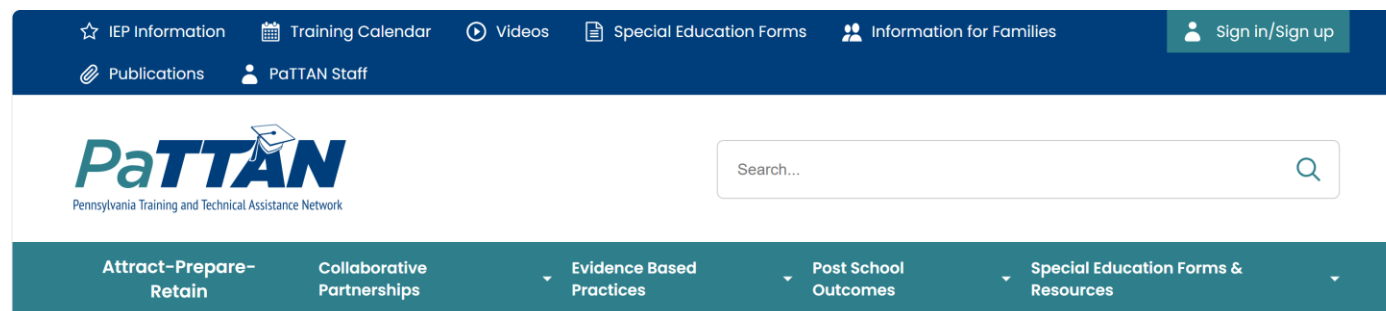 IEP Information Training Calendar Videos Special Education Forms Information for Families Sign in/Sign up
Publications PaTTAN Staff
PaTTAN
Pennsylvania Training and Technical Assistance Network
Search...
Attract-Prepare-
Retain
Collaborative
Partnerships
Evidence Based
Practices
Post School
Outcomes
Special Education Forms &
Resources